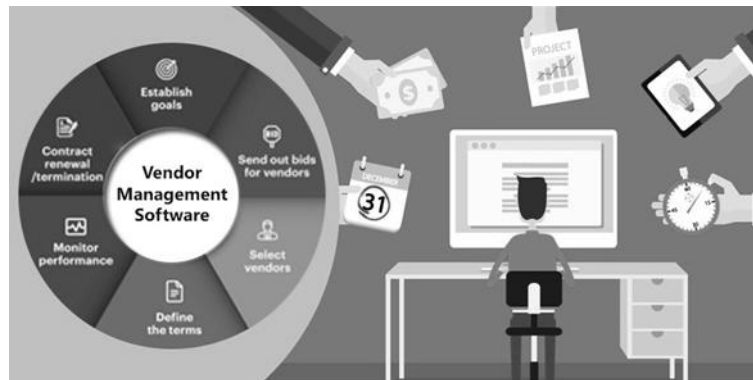 Establish
goals
BID
Send out bids
for vendors
Select
vendors
Define
the terms
Monitor
performance
Contract
renewal
/termination
Vendor
Management
Software
$
PROJECT
DECEMBER
31